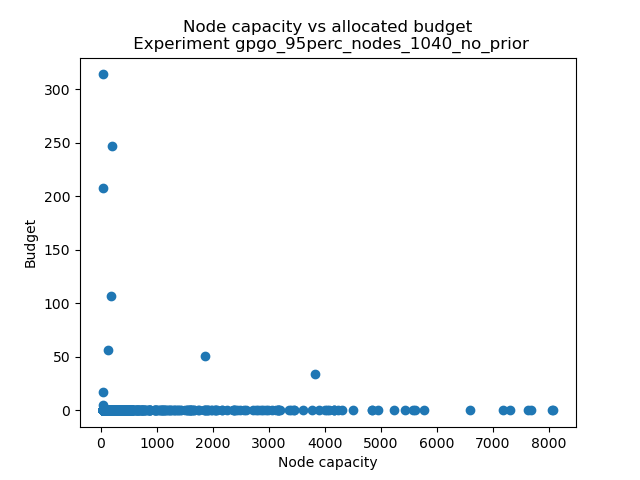 Node capacity vs allocated budget
Experiment gpgo_95perc_nodes_1040_no_prior
300
250
200
150
100
50
0
Budget
0 1000 2000 3000 4000 5000 6000 7000 8000
Node capacity